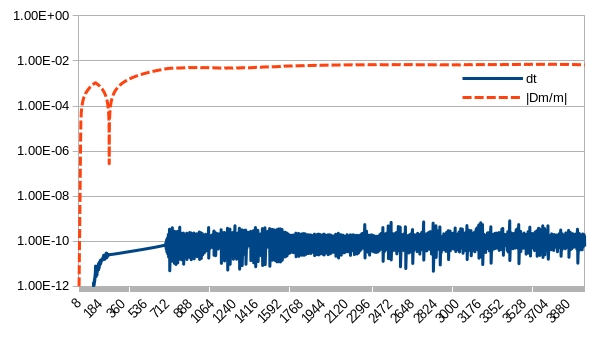 1.00E+00
1.00E-02
1.00E-04
1.00E-06
1.00E-08
1.00E-10
1.00E-12
dt
|Dm/m|
8
184
360
536
712
888
1064
1240
1416
1592
1768
1944
2120
2296
2472
2648
2824
3000
3176
3352
3528
3704
3880